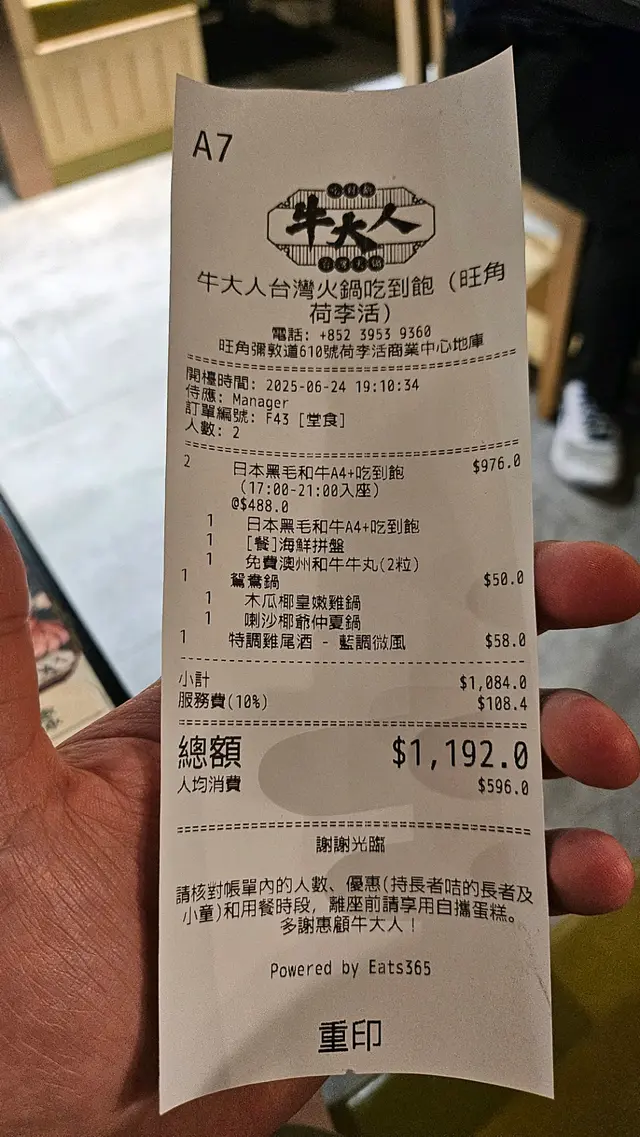 A7
牛大人
牛大人台灣火鍋吃到飽（旺角
荷李活）
電話: +852 3953 9360
旺角彌敦道610號荷李活商業中心地庫
開檯時間: 2025-06-24 19:10:34
侍應: Manager
訂單編號: F43 [堂食]
人數: 2
2 日本黑毛和牛A4+吃到飽 $976.0
(17:00-21:00入座)
@$488.0
1 日本黑毛和牛A4+吃到飽
1 [餐]海鮮拼盤
1 免費澳州和牛牛丸(2粒)
1 鴛鴦鍋 $50.0
1 木瓜椰皇嫩雞鍋
1 喇沙椰爺仲夏鍋
1 特調雞尾酒 - 藍調微風 $58.0
小計 $1,084.0
服務費(10%) $108.4
總額 $1,192.0
人均消費 $596.0
謝謝光臨
請核對帳單內的人數、優惠(持長者咭的長者及
小童)和用餐時段, 離座前請享用自攜蛋糕。
多謝惠顧牛大人！
Powered by Eats365
重印